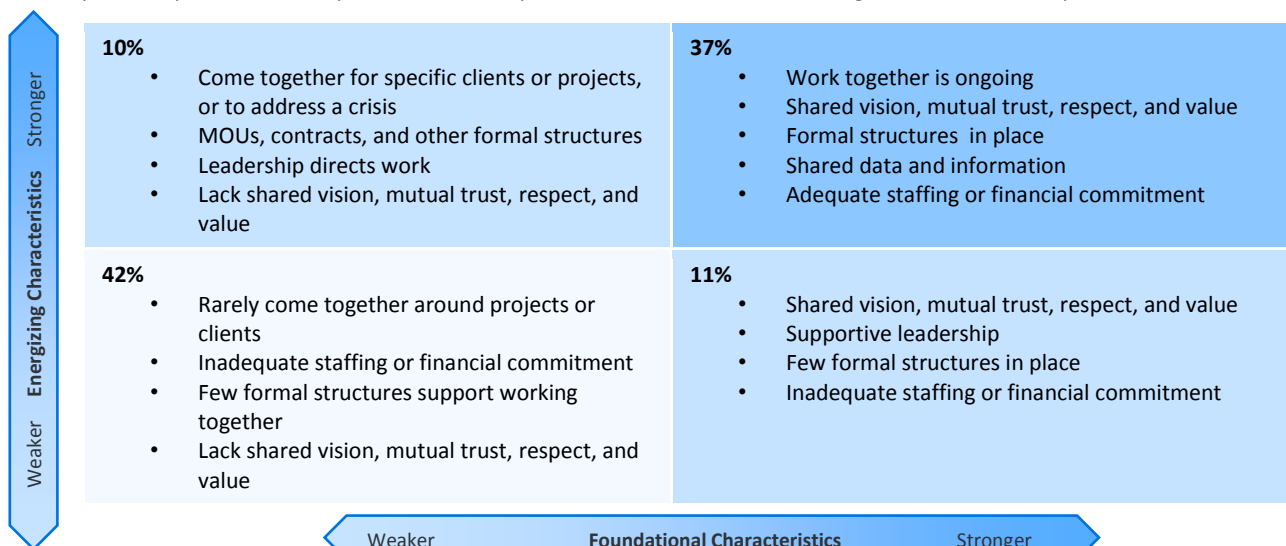 10%
• Come together for specific clients or projects,
or to address a crisis
• MOUs, contracts, and other formal structures
• Leadership directs work
• Lack shared vision, mutual trust, respect, and
value
37%
• Work together is ongoing
• Shared vision, mutual trust, respect, and value
• Formal structures in place
• Shared data and information
• Adequate staffing or financial commitment
42%
• Rarely come together around projects or
clients
• Inadequate staffing or financial commitment
• Few formal structures support working
together
• Lack shared vision, mutual trust, respect, and
value
11%
• Shared vision, mutual trust, respect, and value
• Supportive leadership
• Few formal structures in place
• Inadequate staffing or financial commitment
Weaker Energizing Characteristics Stronger
Weaker Foundational Characteristics Stronger